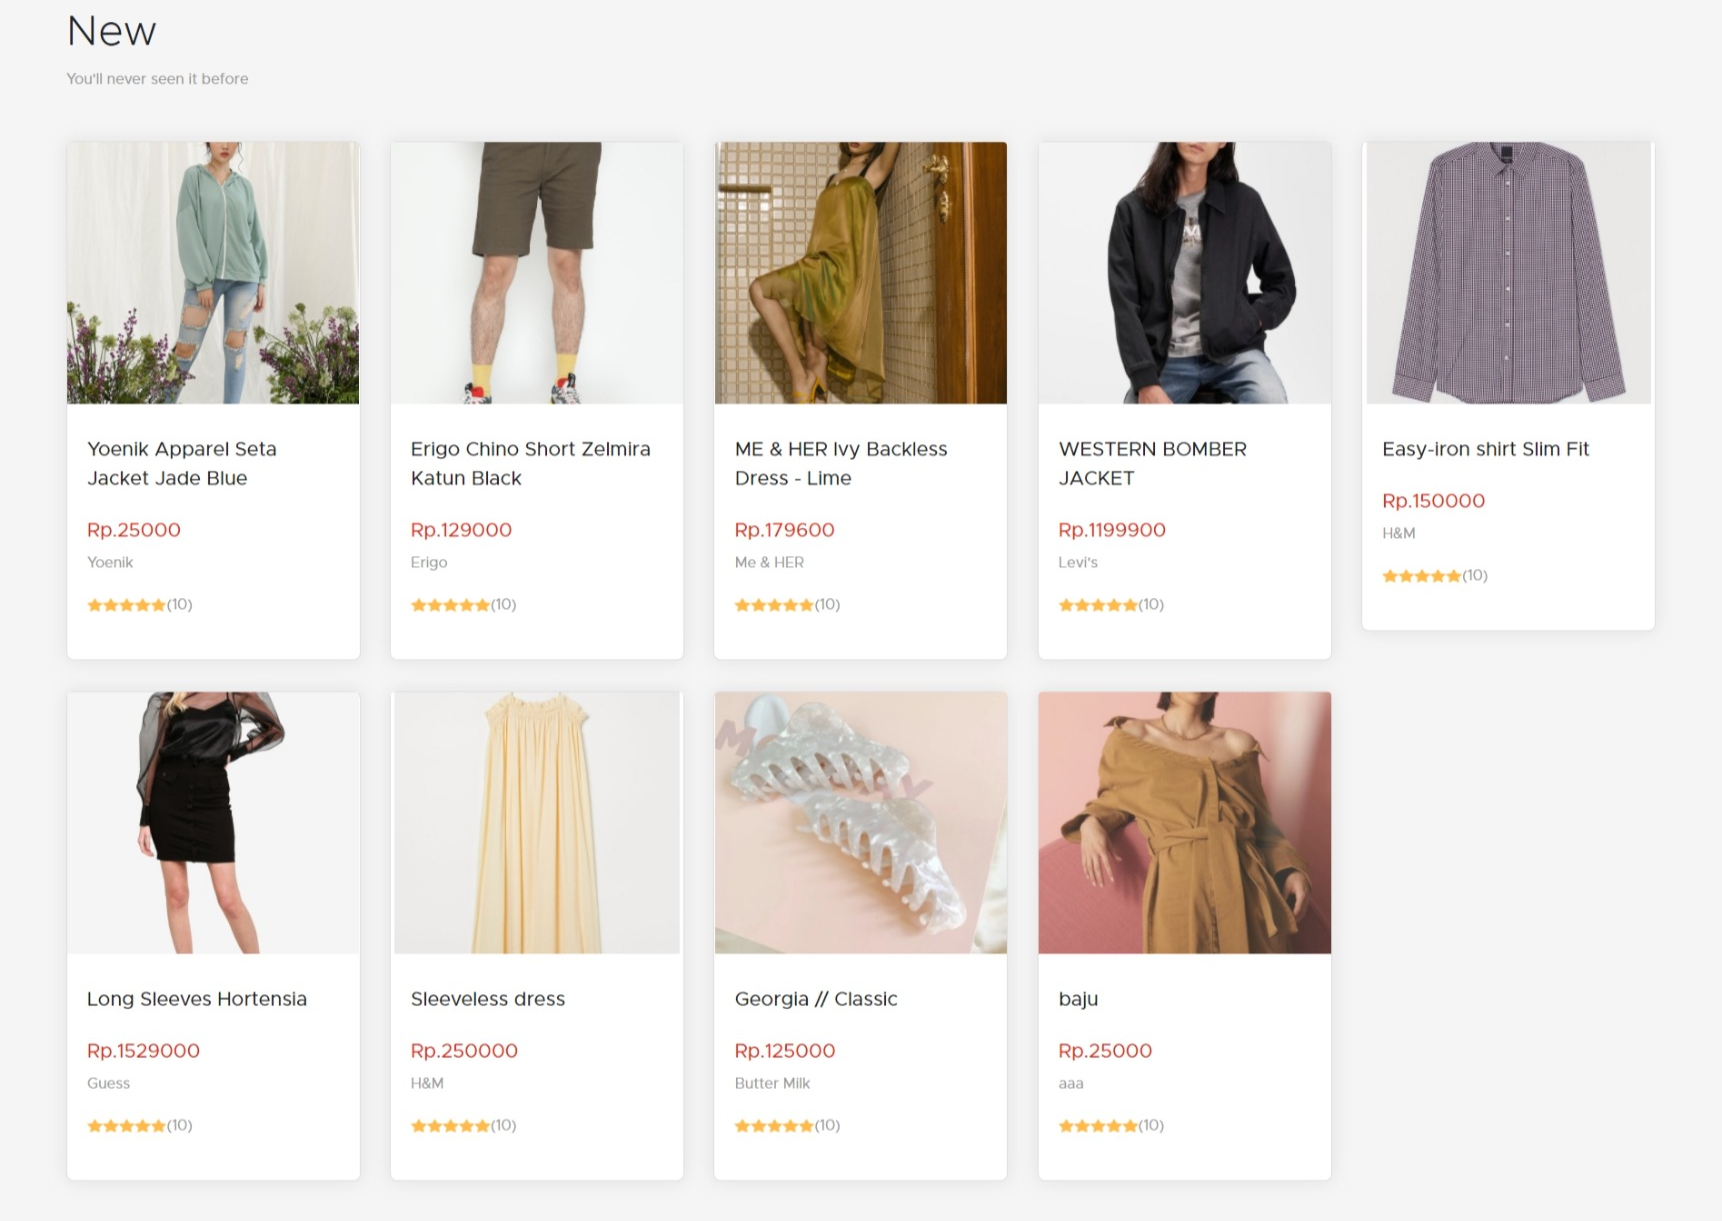 New
You'll never seen it before
Yoenik Apparel Seta
Jacket Jade Blue
Rp.25000
Yoenik
(10)
Erigo Chino Short Zelmira
Katun Black
Rp.129000
Erigo
(10)
ME & HER Ivy Backless
Dress - Lime
Rp.179600
Me & HER
(10)
WESTERN BOMBER
JACKET
Rp.1199900
Levi's
(10)
Easy-iron shirt Slim Fit
Rp.150000
H&M
(10)
Long Sleeves Hortensia
Rp.1529000
Guess
(10)
Sleeveless dress
Rp.250000
H&M
(10)
Georgia // Classic
Rp.125000
Butter Milk
(10)
baju
Rp.25000
aaa
(10)